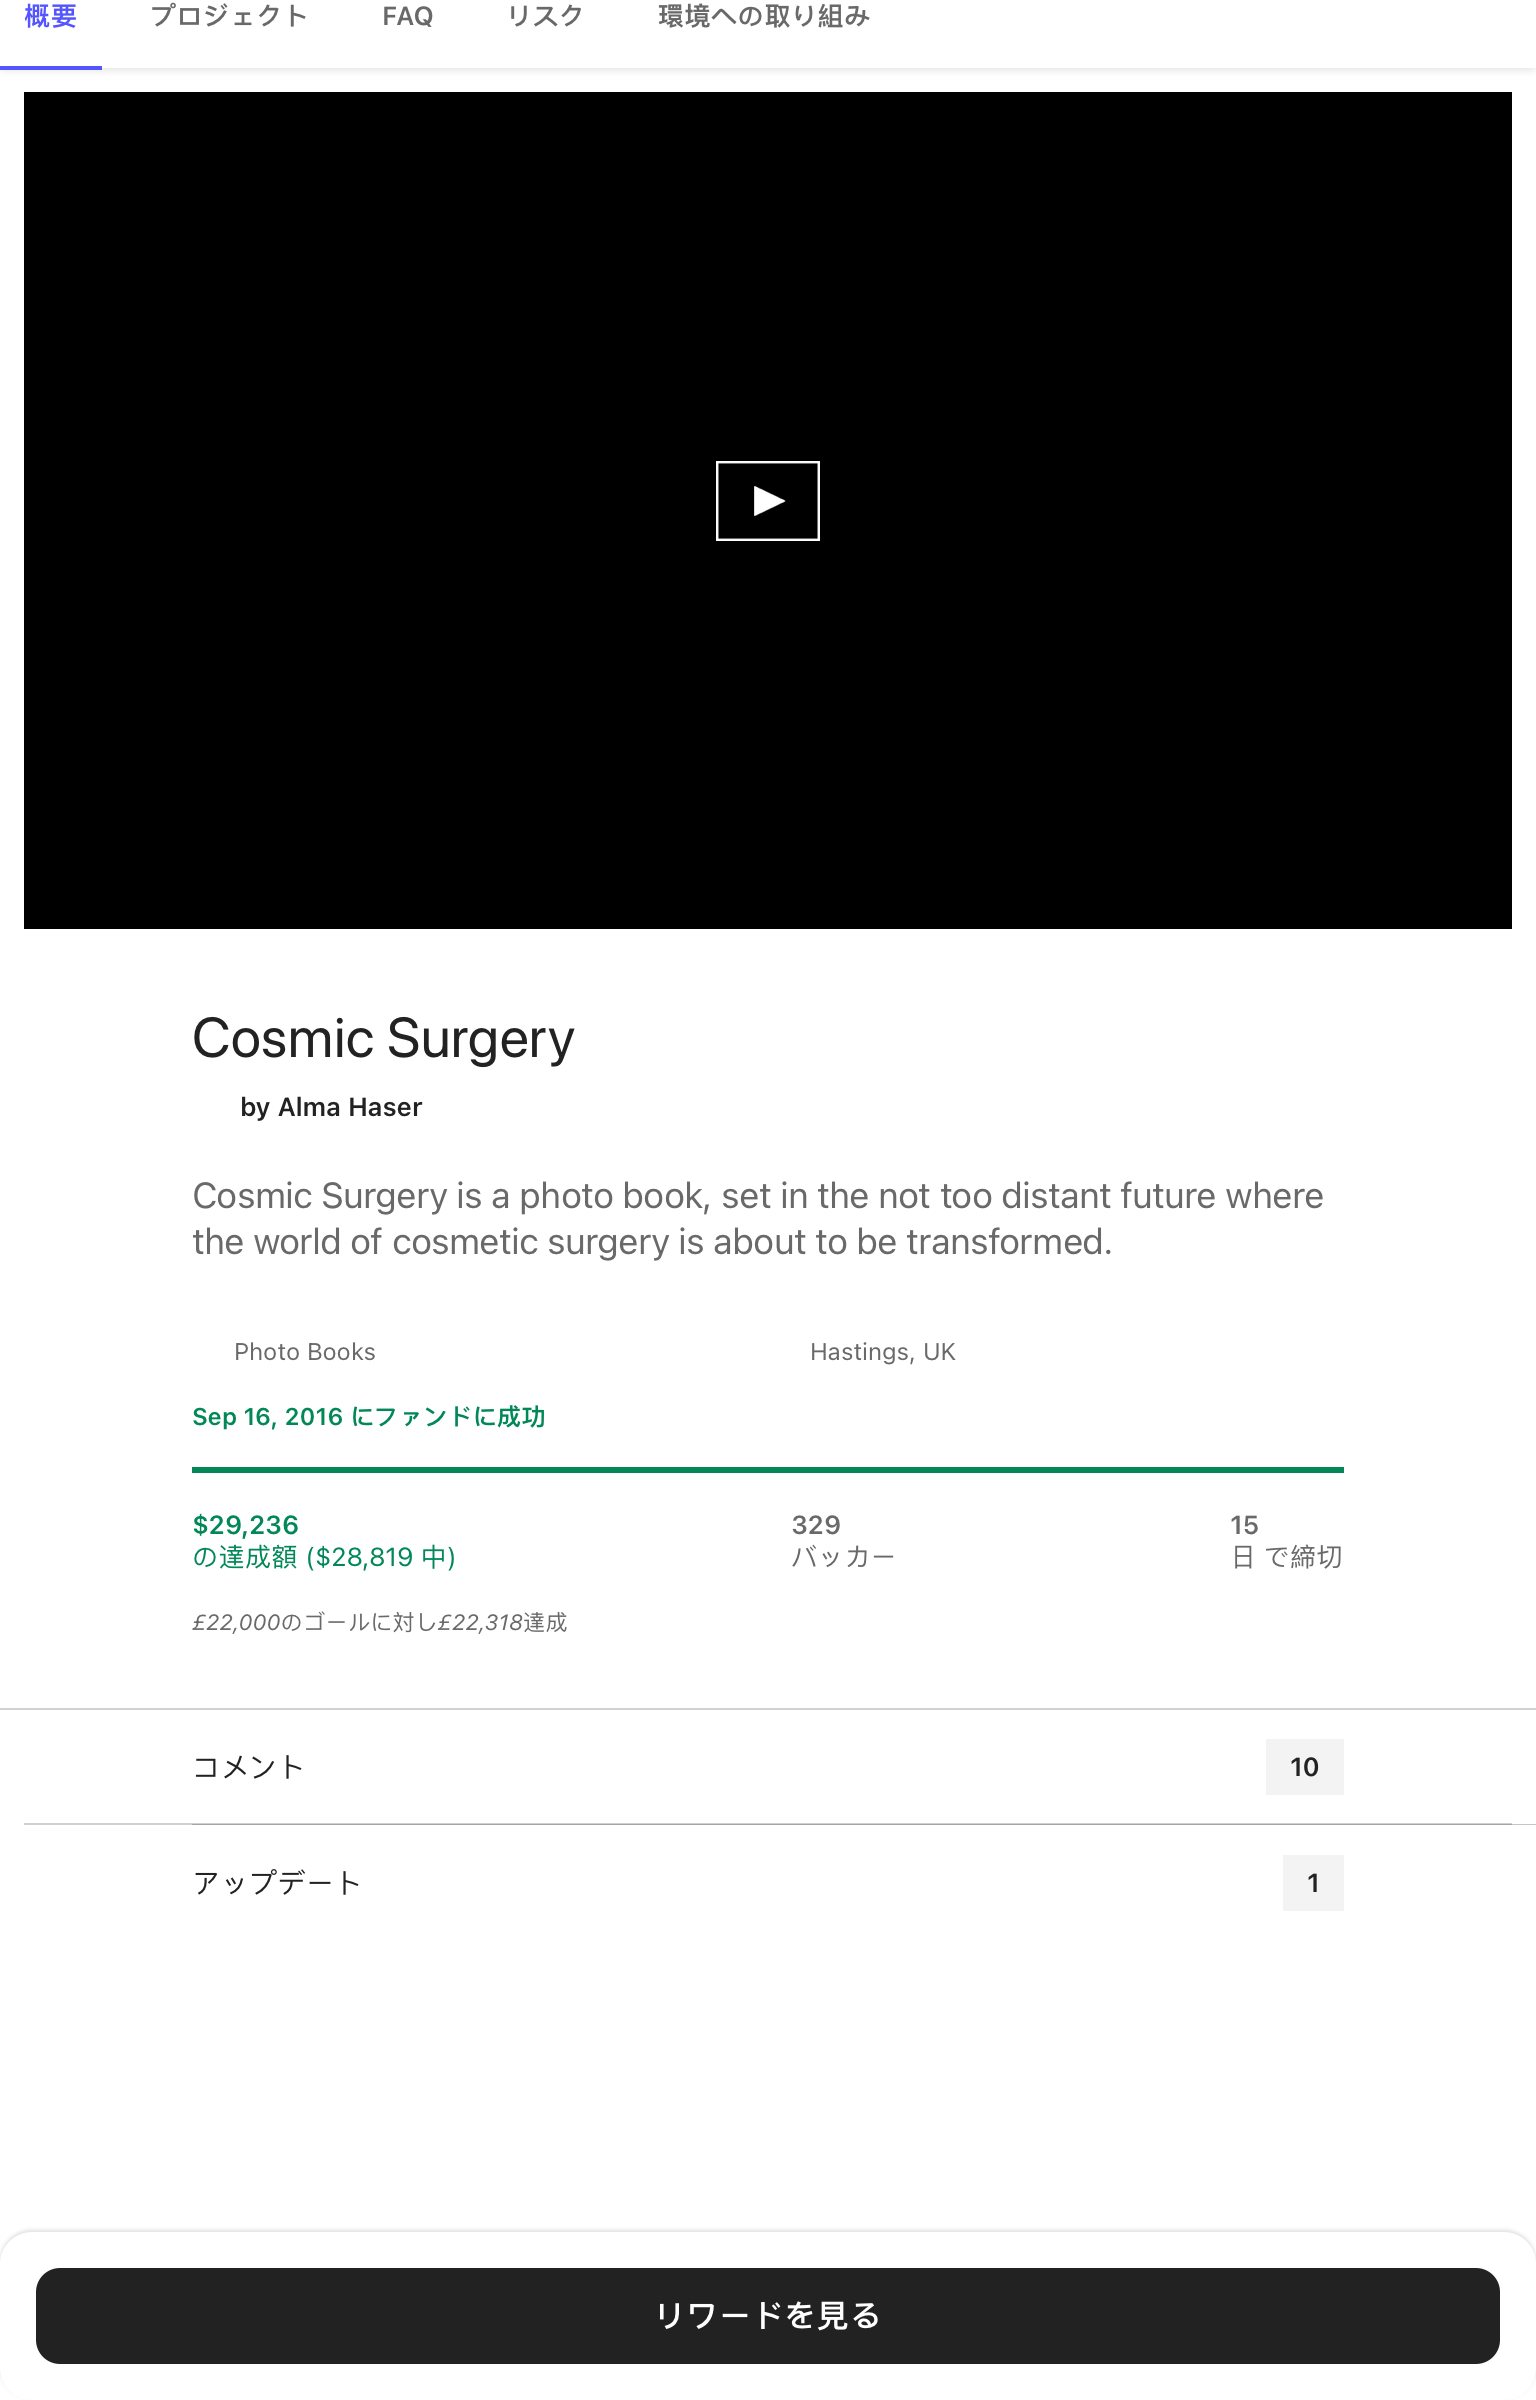 概要 プロジェクト FAQ リスク 環境への取り組み
Cosmic Surgery
by Alma Haser
Cosmic Surgery is a photo book, set in the not too distant future where
the world of cosmetic surgery is about to be transformed.
Photo Books Hastings, UK
Sep 16, 2016 にファンドに成功
$29,236 329 15
の達成額 ($28,819 中) バッカー 日 で締切
£22,000のゴールに対し£22,318達成
コメント 10
アップデート 1
リワードを見る